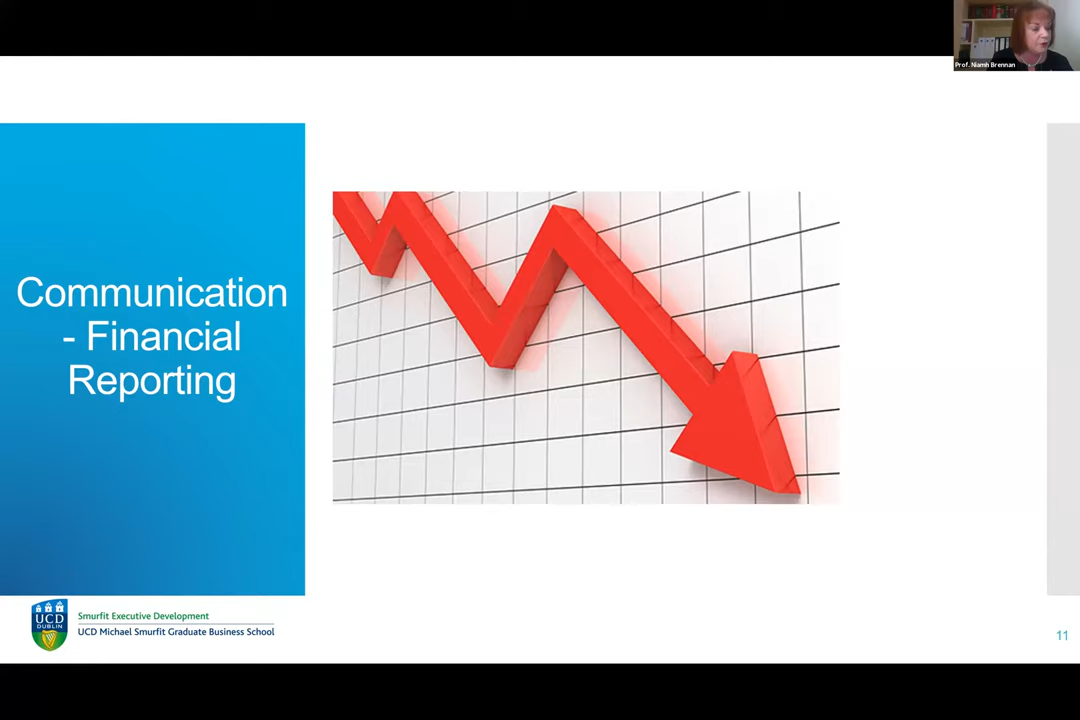 Prof. Niamh Brennan
Communication
- Financial
Reporting
UCD
DUBLIN
Smurfit Executive Development
UCD Michael Smurfit Graduate Business School
11